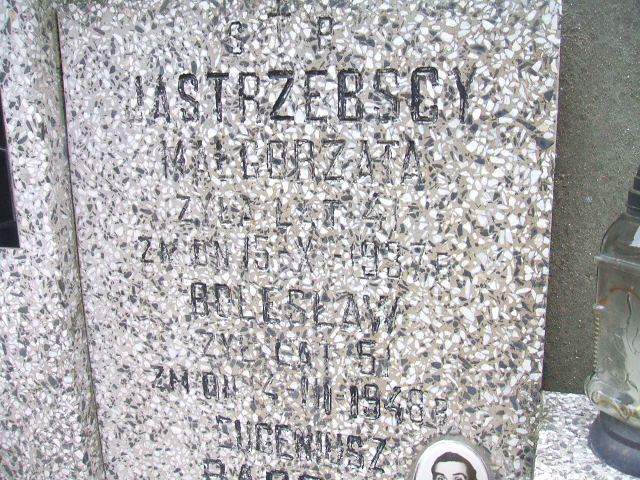 Ś P
JASTRZĘBSCY
MAŁGORZATA
ŻYŁA LAT 41
ZM DN 15 X 1937 R
BOLESŁAW
ŻYŁ LAT 51
ZM DN 4 III 1948 R
EUGENIUSZ